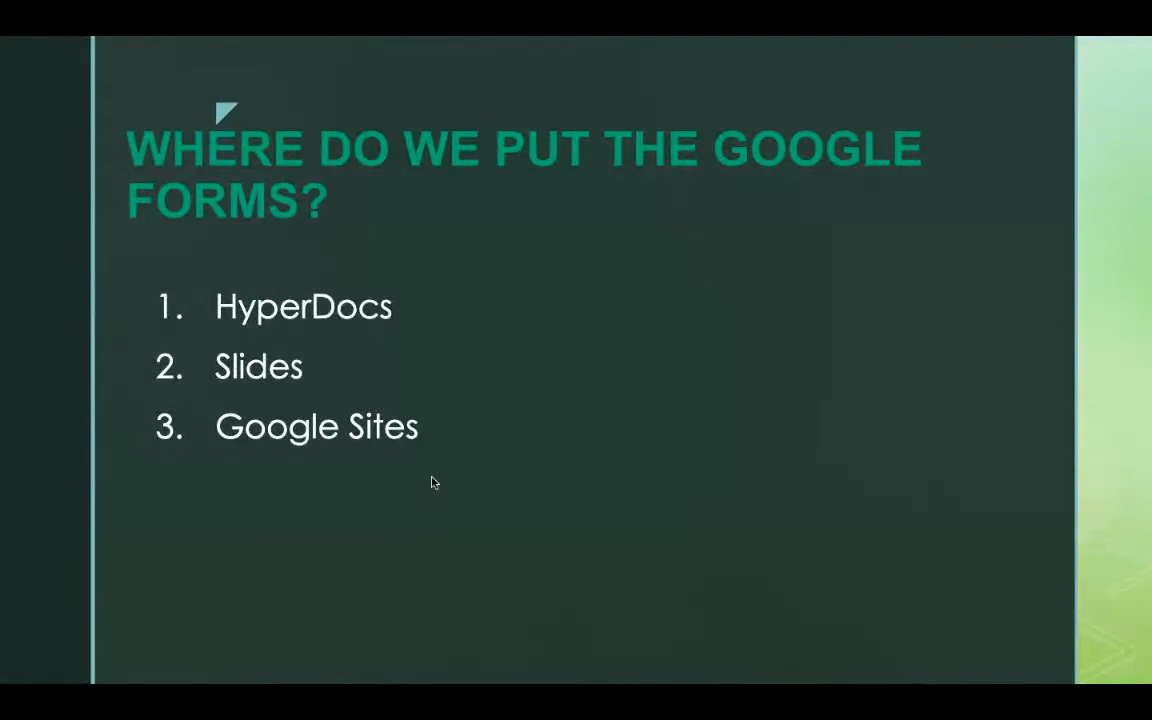 WHERE DO WE PUT THE GOOGLE
FORMS?
1. HyperDocs
2. Slides
3. Google Sites